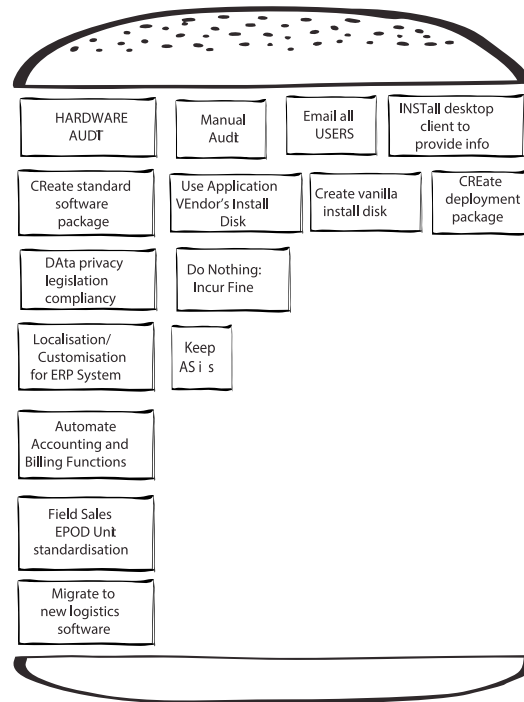 HARDWARE
AUDT
Manual
Audt
Email all
USERS
INSTall desktop
client to
provide info
CReate standard
software
package
Use Application
VEndor's Install
Disk
Create vanilla
install disk
CREate
deployment
package
DAta privacy
legislation
compliancy
Do Nothing:
Incur Fine
Localisation/
Customisation
for ERP System
Keep
AS i s
Automate
Accounting and
Billing Functions
Field Sales
EPOD Unit
standardisation
Migrate to
new logistics
software